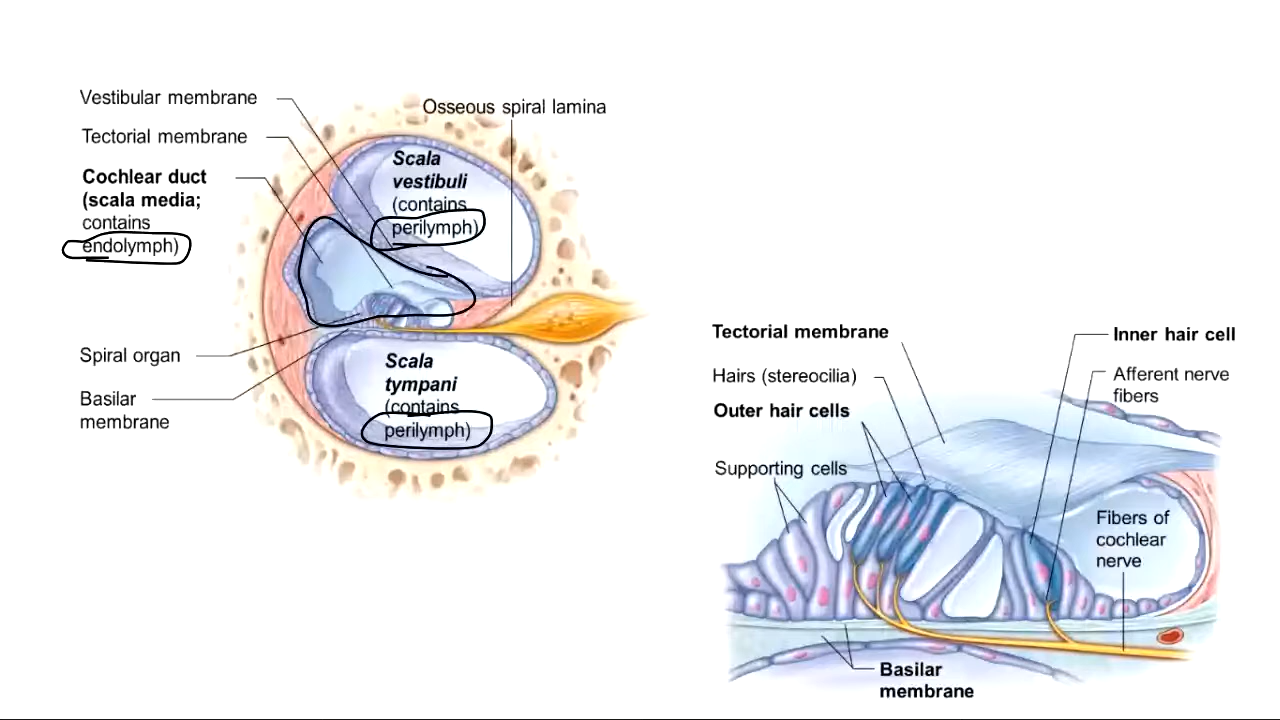 Vestibular membrane
Osseous spiral lamina
Tectorial membrane
Cochlear duct
(scala media;
contains
endolymph)
Scala
vestibuli
(contains
perilymph)
Spiral organ
Basilar
membrane
Scala
tympani
(contains
perilymph)
Tectorial membrane
Hairs (stereocilia)
Outer hair cells
Supporting cells
Inner hair cell
Afferent nerve
fibers
Fibers of
cochlear
nerve
Basilar
membrane